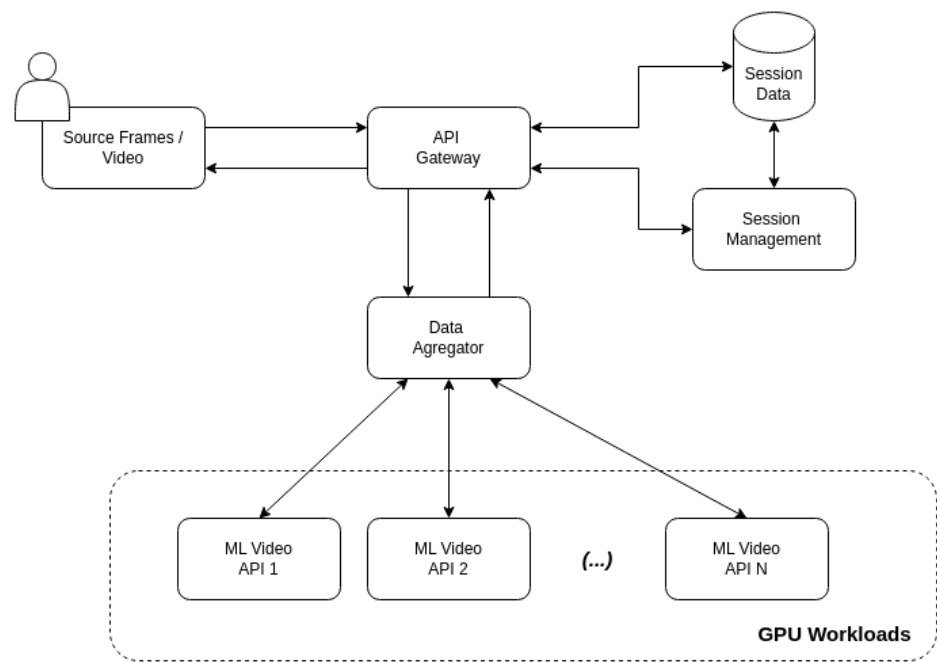 Source Frames /
Video
API
Gateway
Session
Data
Session
Management
Data
Agregator
ML Video
API 1
ML Video
API 2
(...)
ML Video
API N
GPU Workloads